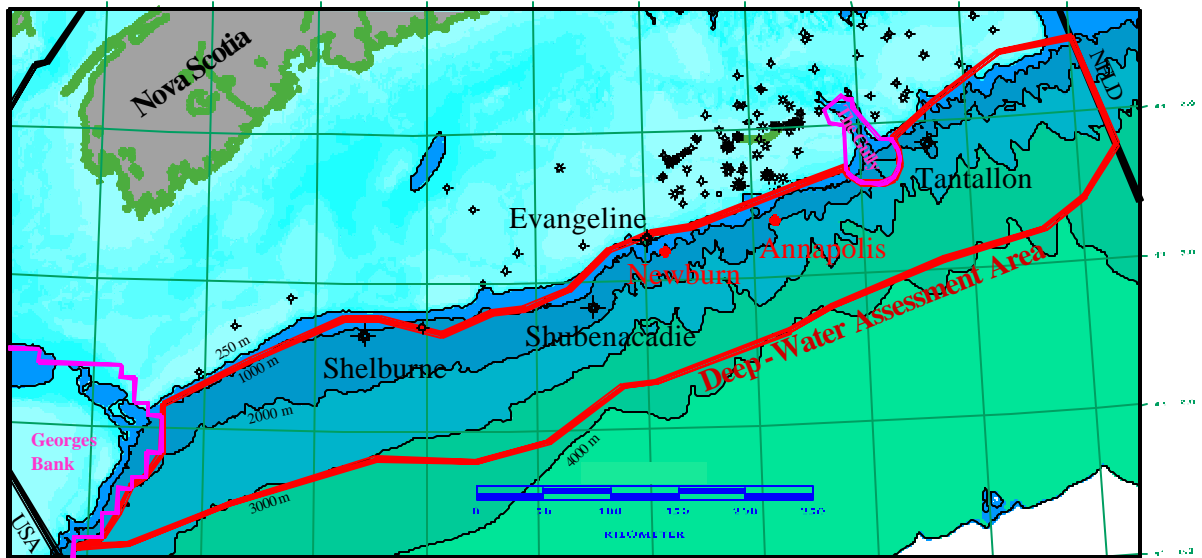 Nova Scotia
NFLD
Tantallon
Evangeline
Annapolis
Newburn
Shubenacadie
Shelburne
Deep-Water Assessment Area
250 m
1000 m
2000 m
3000 m
4000 m
Georges
Bank
USA
0 50 100 150 200 250
KILOMETER